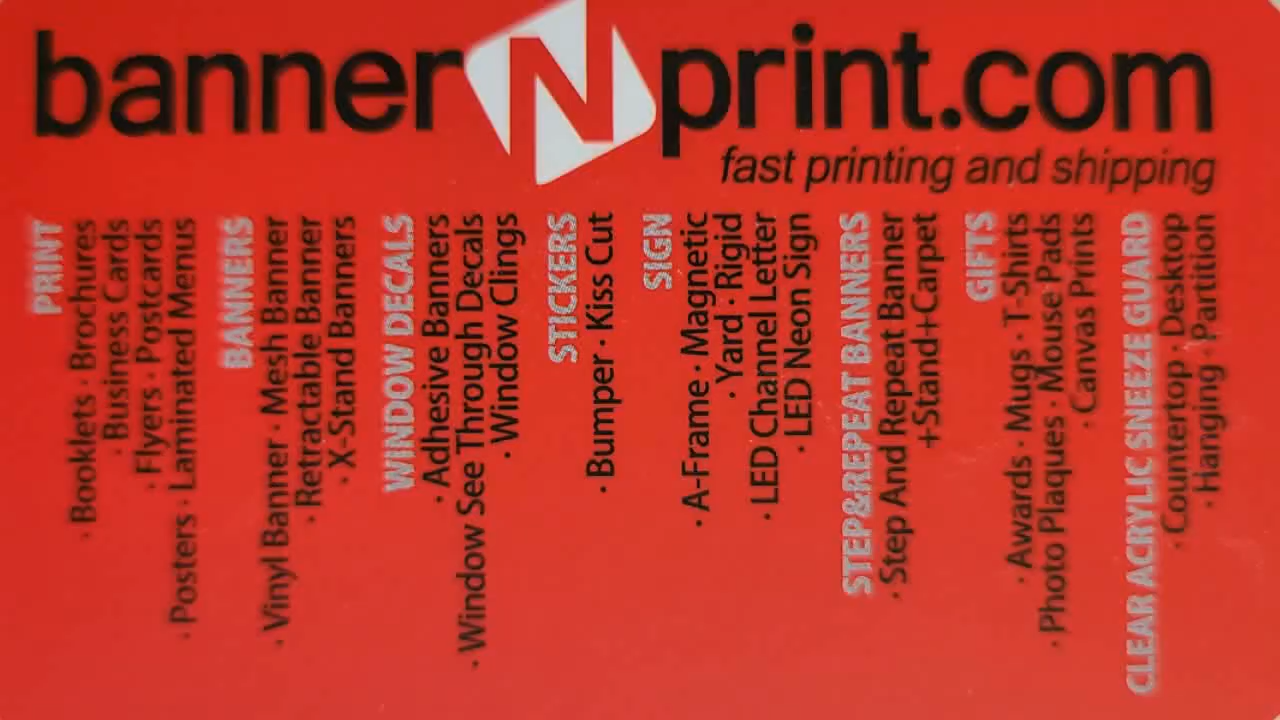 bannerNprint.com
fast printing and shipping
PRINT
· Booklets · Brochures
· Business Cards
· Flyers · Postcards
· Posters · Laminated Menus
BANNERS
· Vinyl Banner · Mesh Banner
· Retractable Banner
· X-Stand Banners
WINDOW DECALS
· Adhesive Banners
· Window See Through Decals
· Window Clings
STICKERS
· Bumper · Kiss Cut
SIGN
· A-Frame · Magnetic
· Yard · Rigid
· LED Channel Letter
· LED Neon Sign
STEP&REPEAT BANNERS
· Step And Repeat Banner
+Stand+Carpet
GIFTS
· Awards · Mugs · T-Shirts
· Photo Plaques · Mouse Pads
· Canvas Prints
CLEAR ACRYLIC SNEEZE GUARD
· Countertop · Desktop
· Hanging · Partition